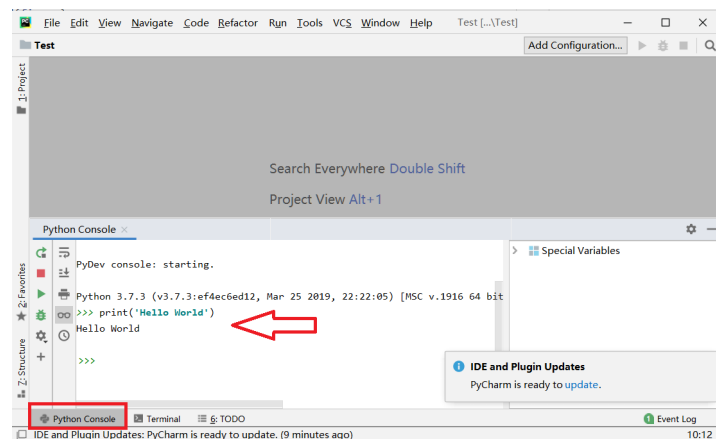 File Edit View Navigate Code Refactor Run Tools VCS Window Help Test [...\Test]
Test
Add Configuration...
1: Project
Search Everywhere Double Shift
Project View Alt+1
Python Console ×
Special Variables
PyDev console: starting.
Python 3.7.3 (v3.7.3:ef4ec6ed12, Mar 25 2019, 22:22:05) [MSC v.1916 64 bit
>>> print('Hello World')
Hello World
>>>
2: Favorites
Z: Structure
IDE and Plugin Updates
PyCharm is ready to update.
Python Console Terminal 6: TODO 1 Event Log
IDE and Plugin Updates: PyCharm is ready to update. (9 minutes ago) 10:12